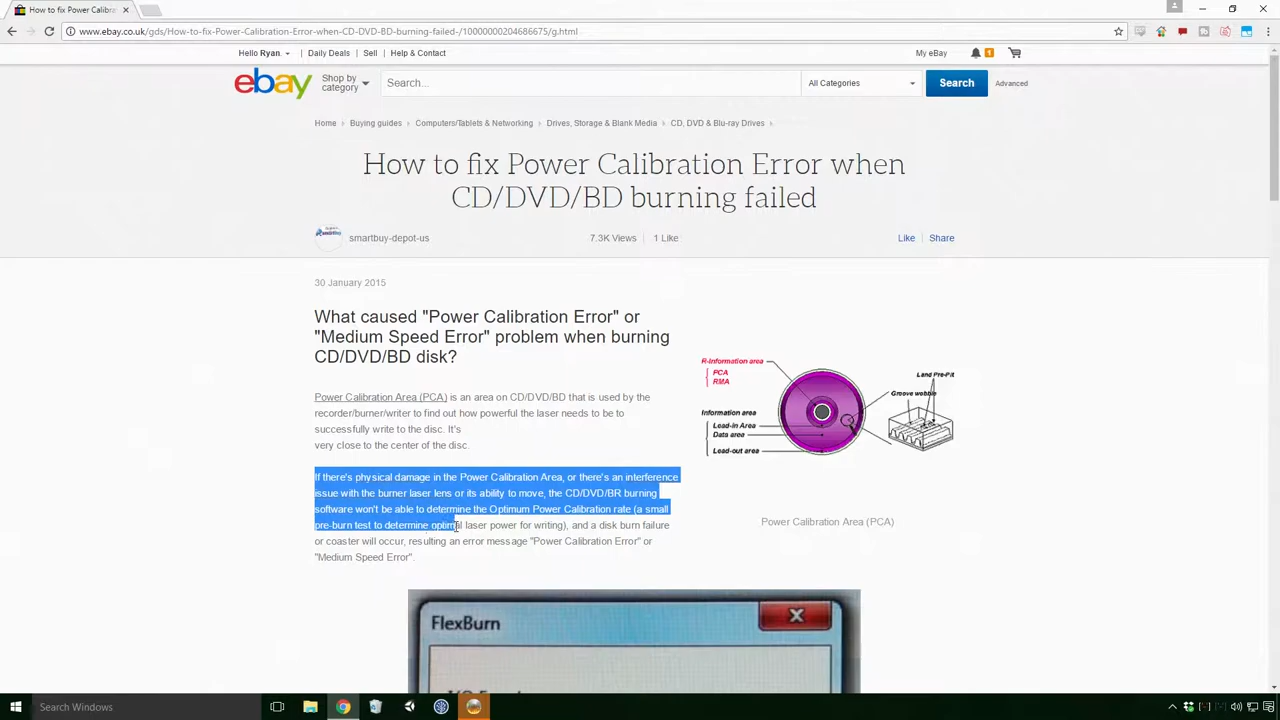 How to fix Power Calibra
www.ebay.co.uk/gds/How-to-fix-Power-Calibration-Error-when-CD-DVD-BD-burning-failed-/10000000204686675/g.html
Hello Ryan. Daily Deals Sell Help & Contact My eBay 1
ebay Shop by category Search... All Categories Search Advanced
Home Buying guides Computers/Tablets & Networking Drives, Storage & Blank Media CD, DVD & Blu-ray Drives
How to fix Power Calibration Error when
CD/DVD/BD burning failed
smartbuy-depot-us 7.3K Views 1 Like Like Share
30 January 2015
What caused "Power Calibration Error" or
"Medium Speed Error" problem when burning
CD/DVD/BD disk?
Power Calibration Area (PCA) is an area on CD/DVD/BD that is used by the
recorder/burner/writer to find out how powerful the laser needs to be to
successfully write to the disc. It's
very close to the center of the disc.
If there's physical damage in the Power Calibration Area, or there's an interference
issue with the burner laser lens or its ability to move, the CD/DVD/BR burning
software won't be able to determine the Optimum Power Calibration rate (a small
pre-burn test to determine optimal laser power for writing), and a disk burn failure
or coaster will occur, resulting an error message "Power Calibration Error" or
"Medium Speed Error".
R-Information area
PCA
RMA
Information area
Lead-in Area
Data area
Lead-out area
Land Pre-Pit
Groove wobble
Power Calibration Area (PCA)
FlexBurn
Search Windows